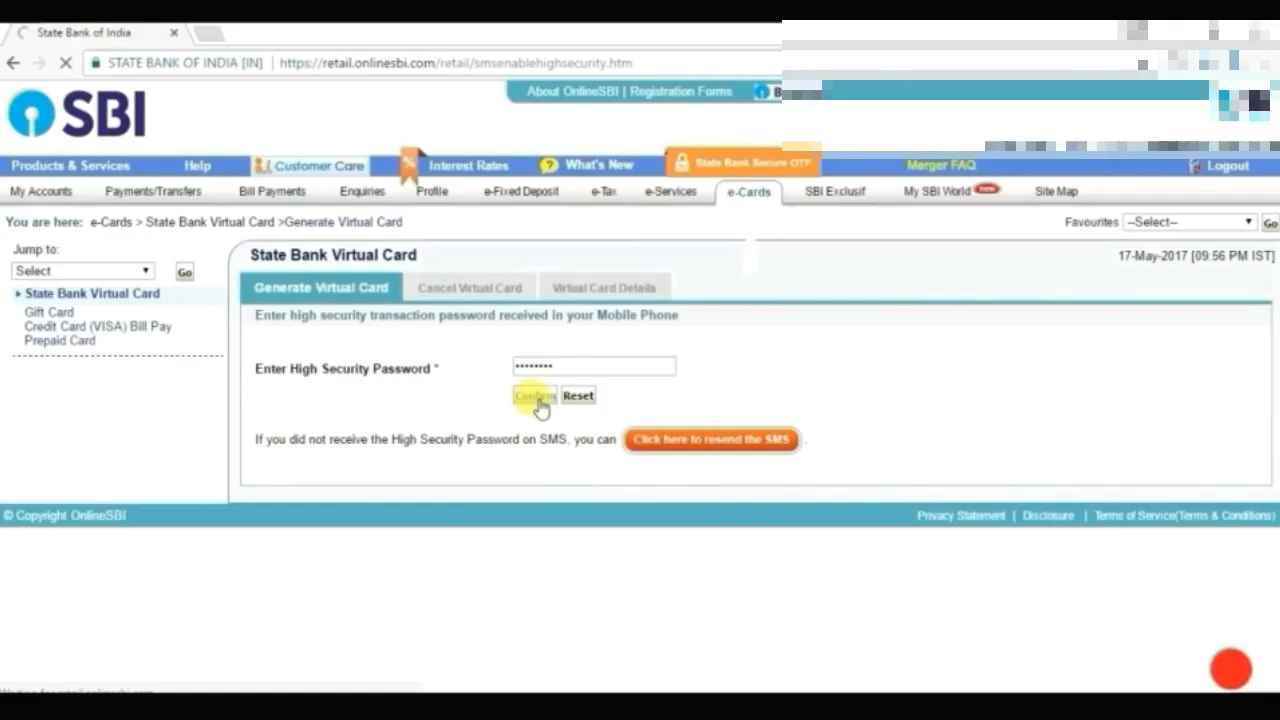 State Bank of India
STATE BANK OF INDIA [IN] | https://retail.onlinesbi.com/retail/smsenablehighsecurity.htm
About OnlineSBI | Registration Forms
SBI
Products & Services Help Customer Care % Interest Rates ? What's New State Bank Secure OTP Merger FAQ Logout
My Accounts Payments/Transfers Bill Payments Enquiries Profile e-Fixed Deposit e-Tax e-Services e-Cards SBI Exclusif My SBI World new Site Map
You are here: e-Cards > State Bank Virtual Card >Generate Virtual Card Favourites --Select-- Go
Jump to:
Select Go
State Bank Virtual Card
Gift Card
Credit Card (VISA) Bill Pay
Prepaid Card
State Bank Virtual Card 17-May-2017 [09:56 PM IST]
Generate Virtual Card Cancel Virtual Card Virtual Card Details
Enter high security transaction password received in your Mobile Phone
Enter High Security Password * ••••••••
Confirm Reset
If you did not receive the High Security Password on SMS, you can Click here to resend the SMS .
© Copyright OnlineSBI Privacy Statement | Disclosure | Terms of Service(Terms & Conditions)